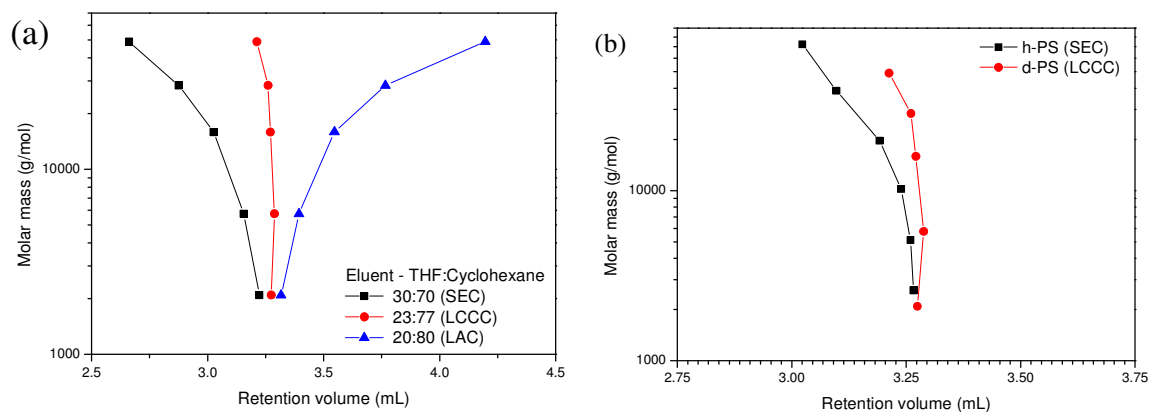 (a)
Molar mass (g/mol)
10000
1000
Eluent - THF:Cyclohexane
30:70 (SEC)
23:77 (LCCC)
20:80 (LAC)
2.5 3.0 3.5 4.0 4.5
Retention volume (mL)
(b)
h-PS (SEC)
d-PS (LCCC)
Molar mass (g/mol)
10000
1000
2.75 3.00 3.25 3.50 3.75
Retention volume (mL)